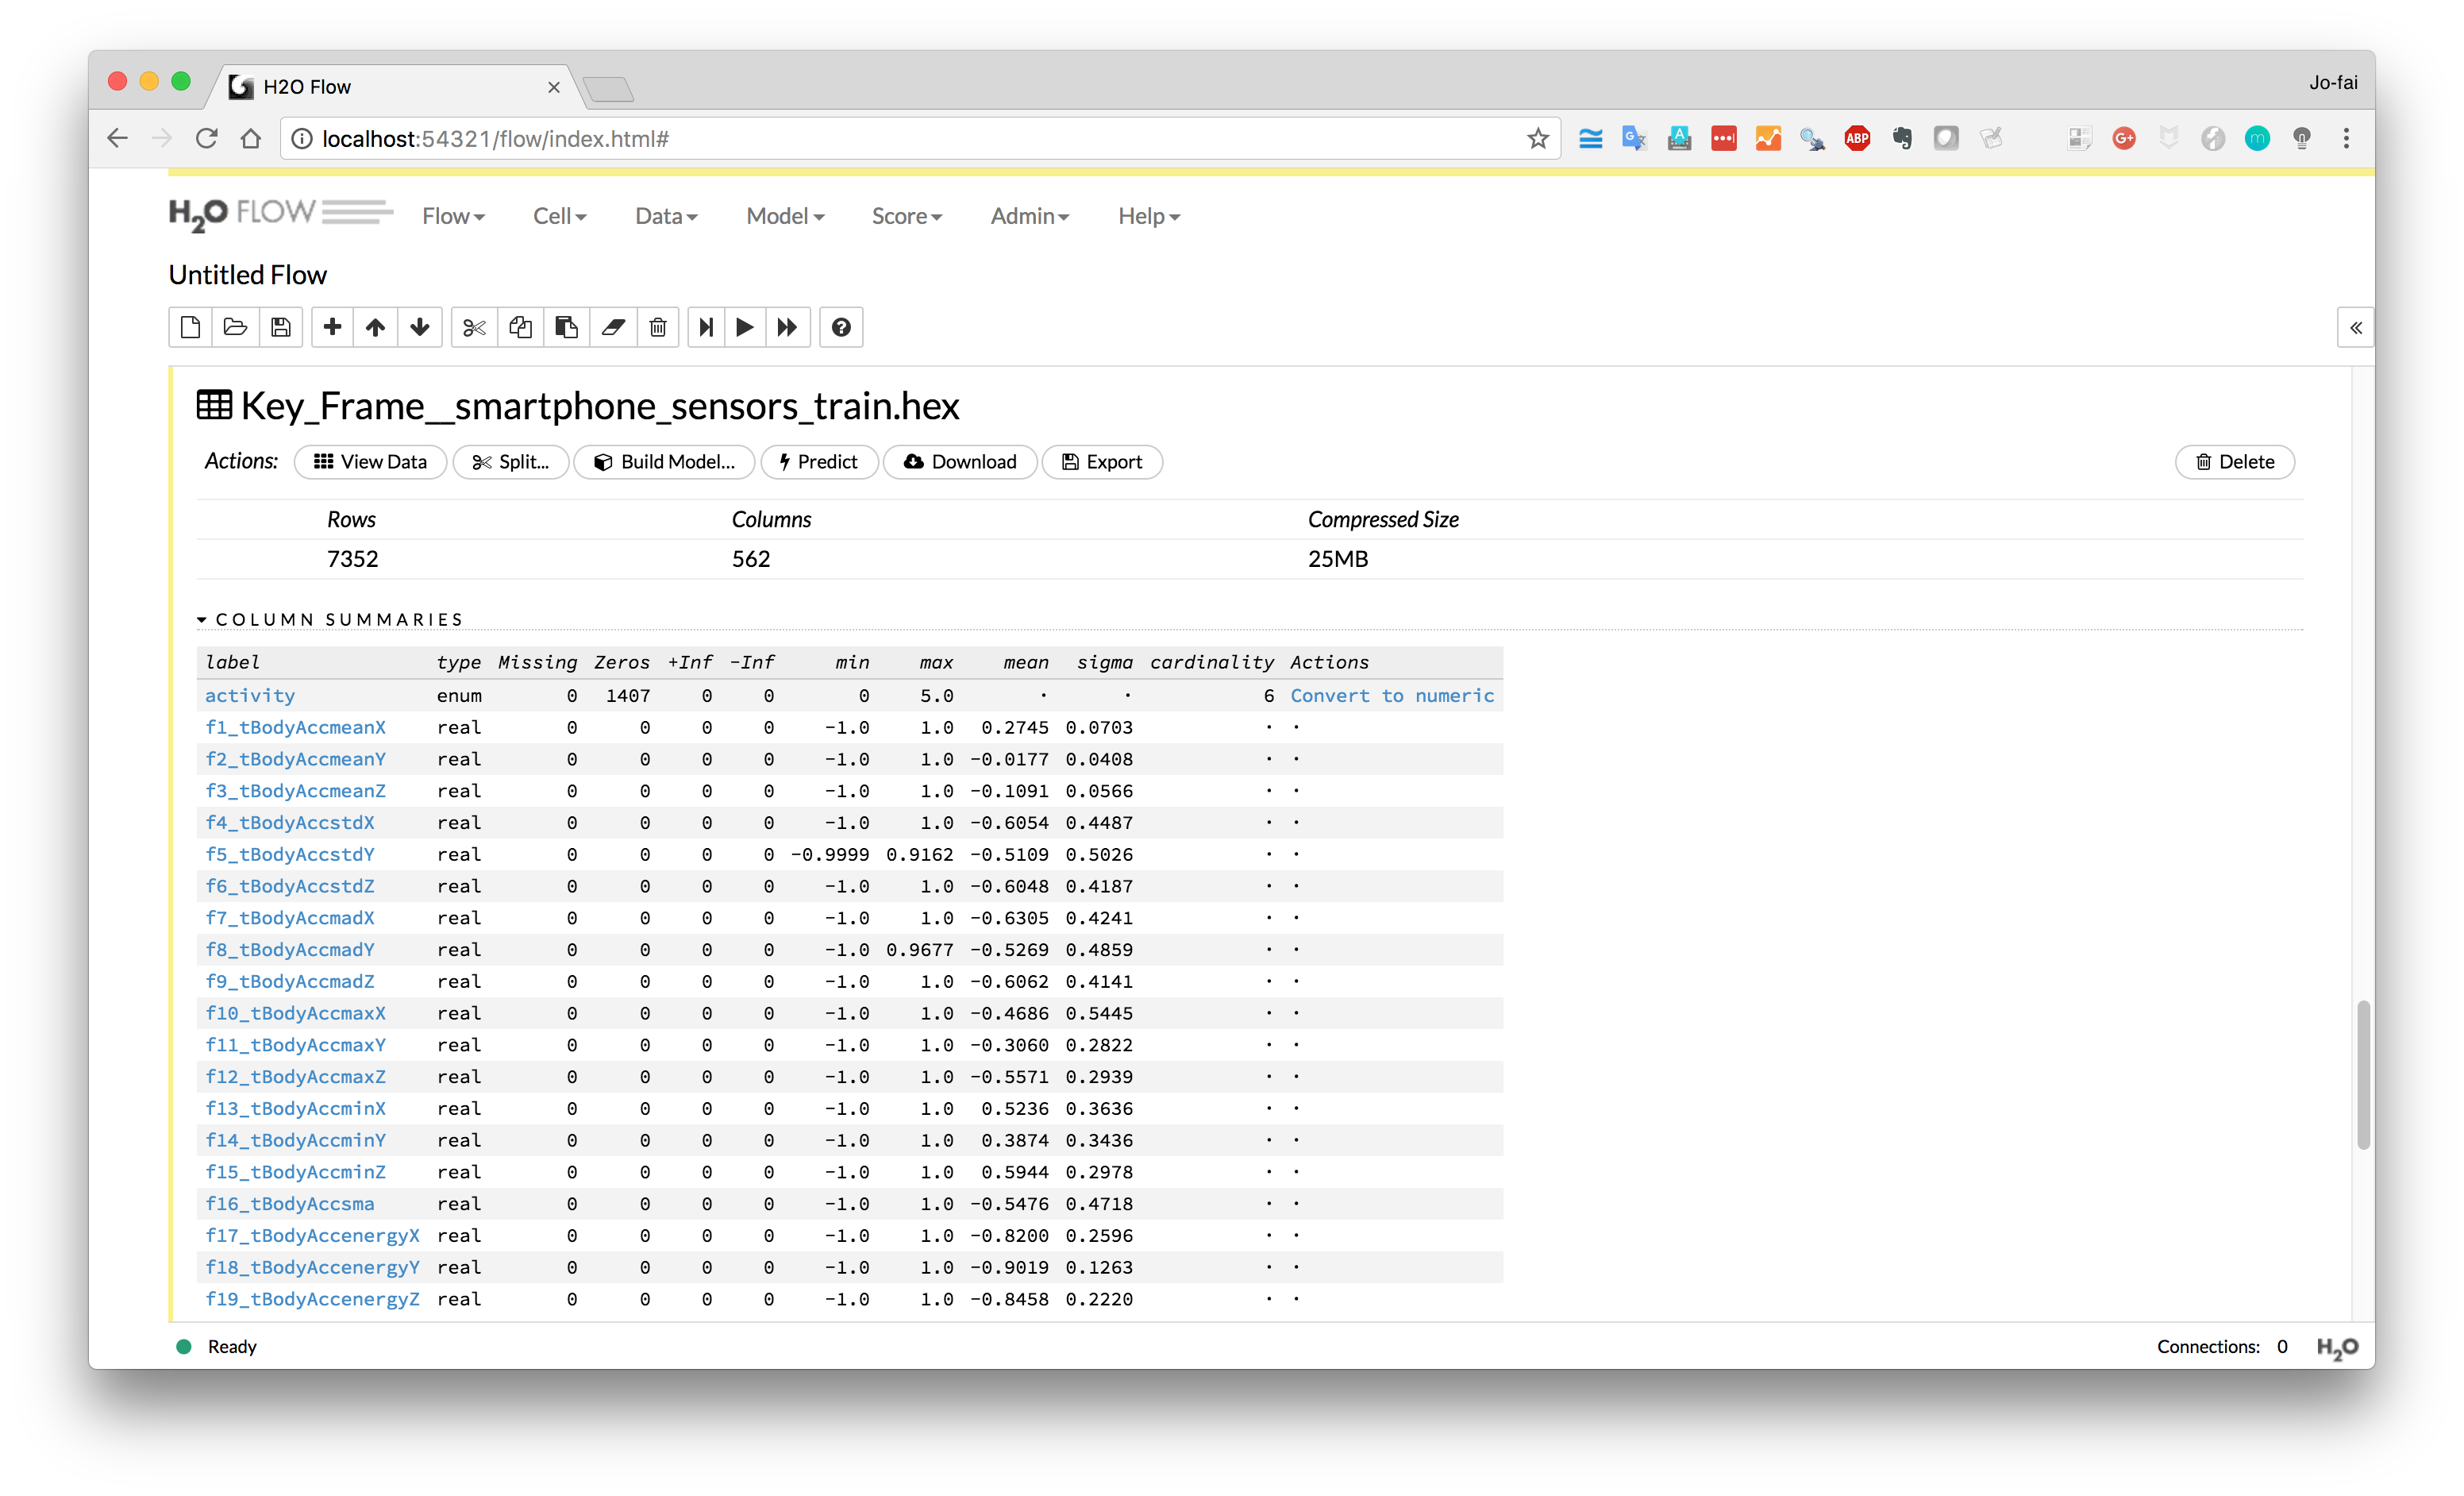 H2O Flow
Jo-fai
localhost:54321/flow/index.html#
ABP
H2O FLOW Flow Cell Data Model Score Admin Help
Untitled Flow
Key_Frame__smartphone_sensors_train.hex
Actions: View Data Split... Build Model... Predict Download Export Delete
Rows Columns Compressed Size
7352 562 25MB
COLUMN SUMMARIES
label type Missing Zeros +Inf -Inf min max mean sigma cardinality Actions
activity enum 0 1407 0 0 0 5.0 · · 6 Convert to numeric
f1_tBodyAccmeanX real 0 0 0 0 -1.0 1.0 0.2745 0.0703 · ·
f2_tBodyAccmeanY real 0 0 0 0 -1.0 1.0 -0.0177 0.0408 · ·
f3_tBodyAccmeanZ real 0 0 0 0 -1.0 1.0 -0.1091 0.0566 · ·
f4_tBodyAccstdX real 0 0 0 0 -1.0 1.0 -0.6054 0.4487 · ·
f5_tBodyAccstdY real 0 0 0 0 -0.9999 0.9162 -0.5109 0.5026 · ·
f6_tBodyAccstdZ real 0 0 0 0 -1.0 1.0 -0.6048 0.4187 · ·
f7_tBodyAccmadX real 0 0 0 0 -1.0 1.0 -0.6305 0.4241 · ·
f8_tBodyAccmadY real 0 0 0 0 -1.0 0.9677 -0.5269 0.4859 · ·
f9_tBodyAccmadZ real 0 0 0 0 -1.0 1.0 -0.6062 0.4141 · ·
f10_tBodyAccmaxX real 0 0 0 0 -1.0 1.0 -0.4686 0.5445 · ·
f11_tBodyAccmaxY real 0 0 0 0 -1.0 1.0 -0.3060 0.2822 · ·
f12_tBodyAccmaxZ real 0 0 0 0 -1.0 1.0 -0.5571 0.2939 · ·
f13_tBodyAccminX real 0 0 0 0 -1.0 1.0 0.5236 0.3636 · ·
f14_tBodyAccminY real 0 0 0 0 -1.0 1.0 0.3874 0.3436 · ·
f15_tBodyAccminZ real 0 0 0 0 -1.0 1.0 0.5944 0.2978 · ·
f16_tBodyAccsma real 0 0 0 0 -1.0 1.0 -0.5476 0.4718 · ·
f17_tBodyAccenergyX real 0 0 0 0 -1.0 1.0 -0.8200 0.2596 · ·
f18_tBodyAccenergyY real 0 0 0 0 -1.0 1.0 -0.9019 0.1263 · ·
f19_tBodyAccenergyZ real 0 0 0 0 -1.0 1.0 -0.8458 0.2220 · ·
Ready
Connections: 0 H2O